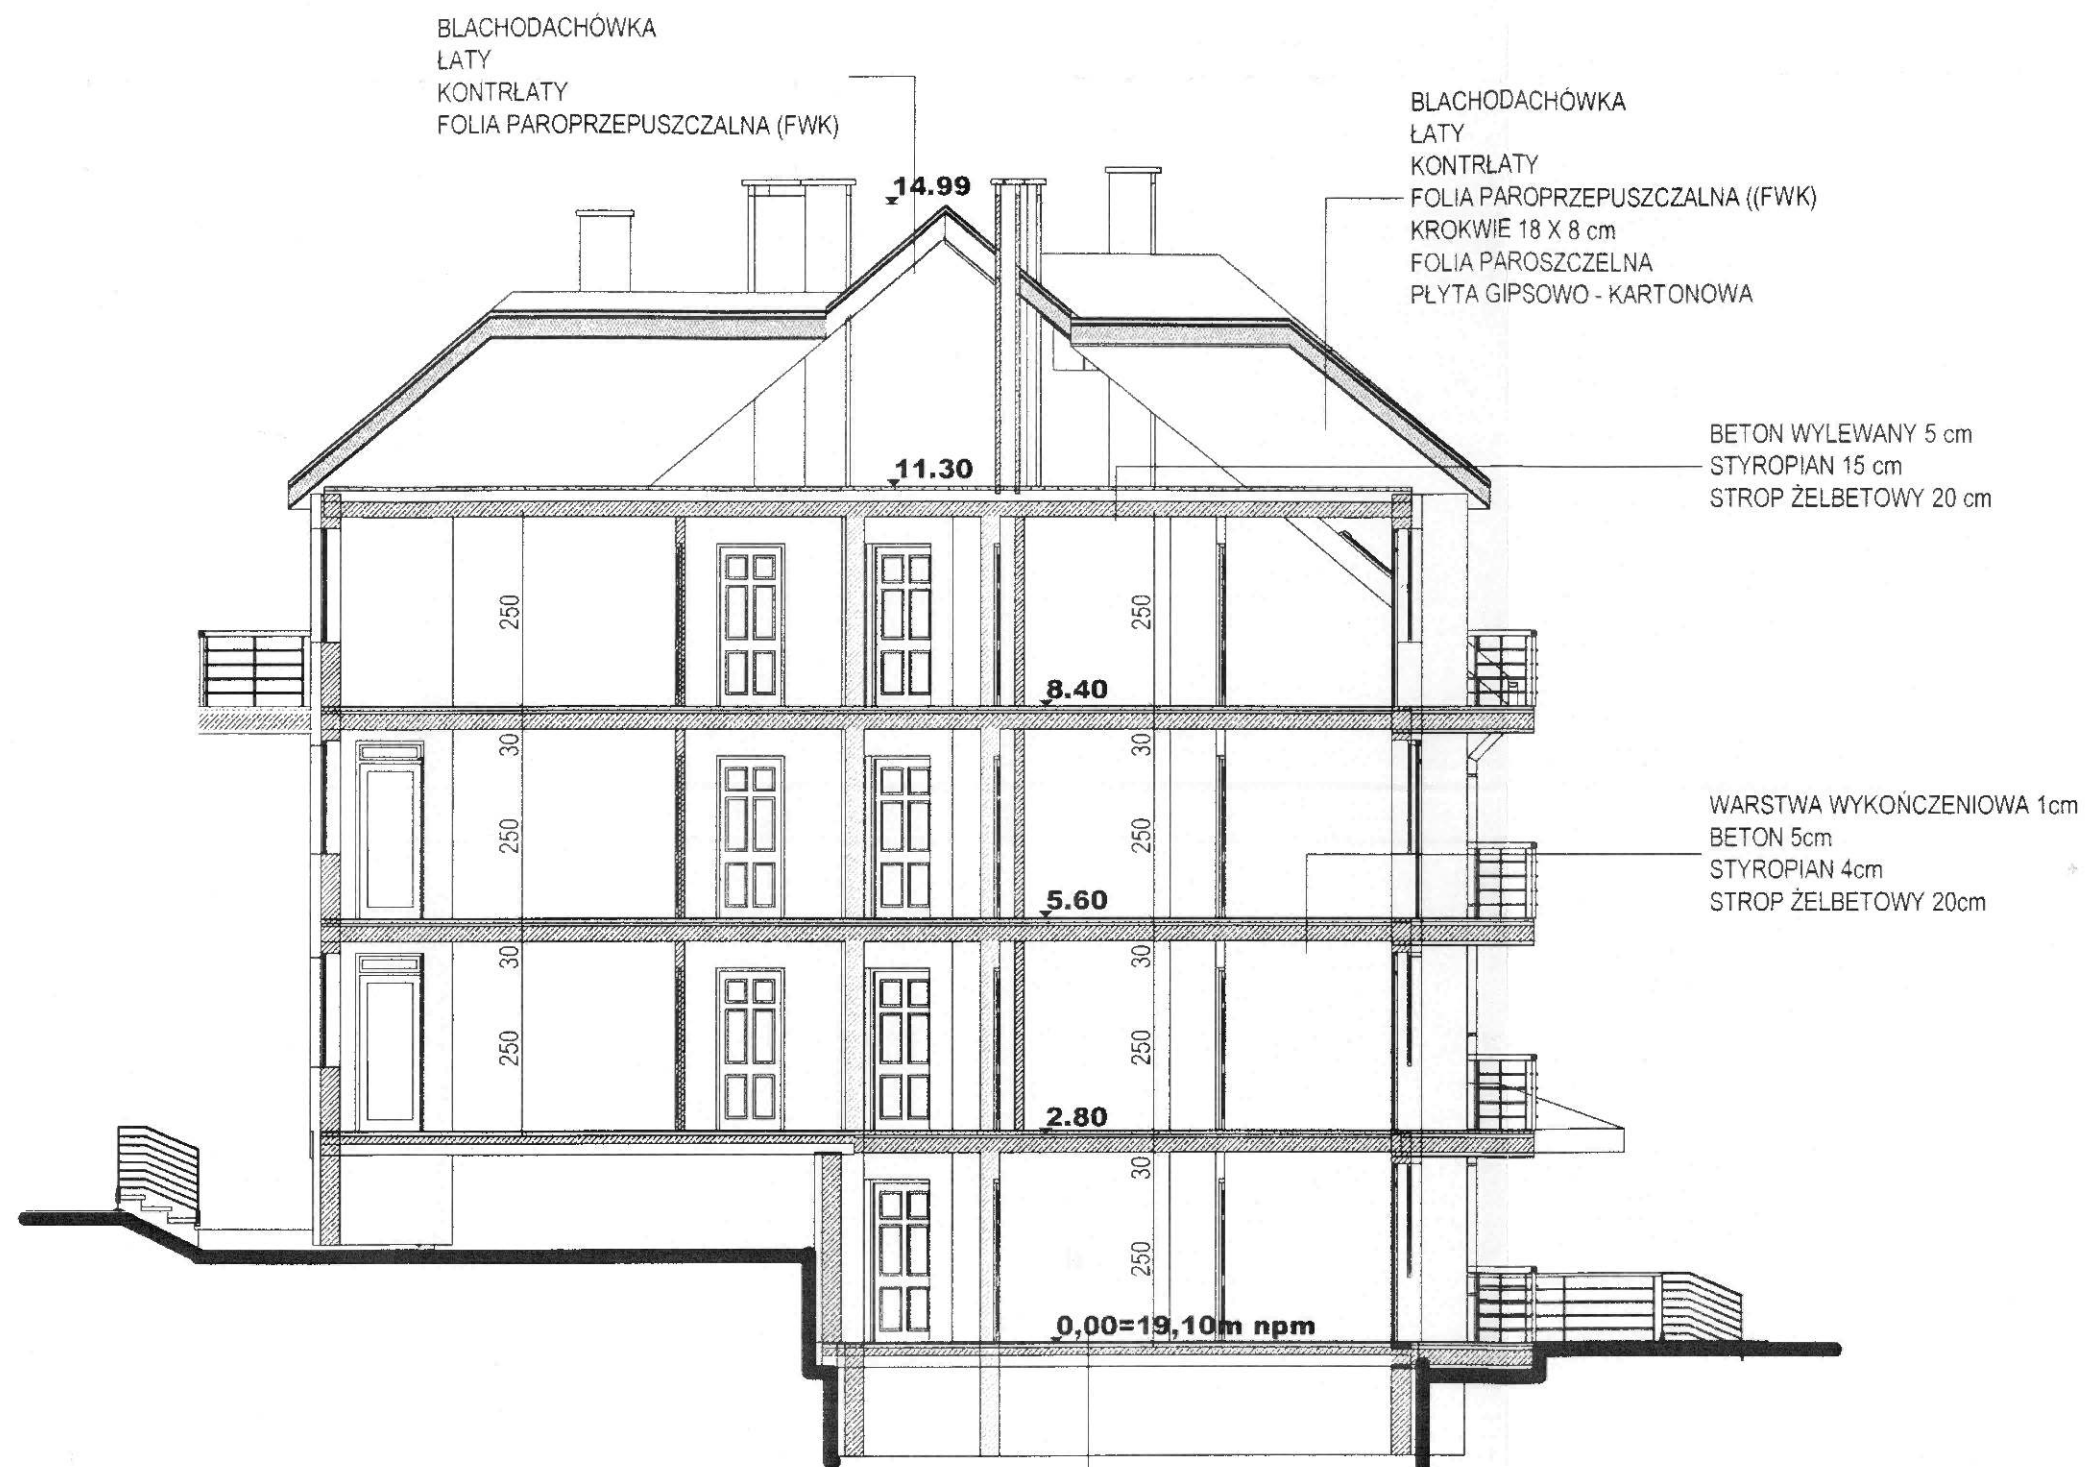 BLACHODACHÓWKA
ŁATY
KONTRŁATY
FOLIA PAROPRZEPUSZCZALNA (FWK)
BLACHODACHÓWKA
ŁATY
KONTRŁATY
FOLIA PAROPRZEPUSZCZALNA ((FWK)
KROKWIE 18 X 8 cm
FOLIA PAROSZCZELNA
PŁYTA GIPSOWO - KARTONOWA
14.99
11.30
BETON WYLEWANY 5 cm
STYROPIAN 15 cm
STROP ŻELBETOWY 20 cm
250
250
8.40
30
30
250
250
WARSTWA WYKOŃCZENIOWA 1cm
BETON 5cm
STYROPIAN 4cm
STROP ŻELBETOWY 20cm
5.60
30
30
250
250
2.80
30
250
0,00=19,10m npm